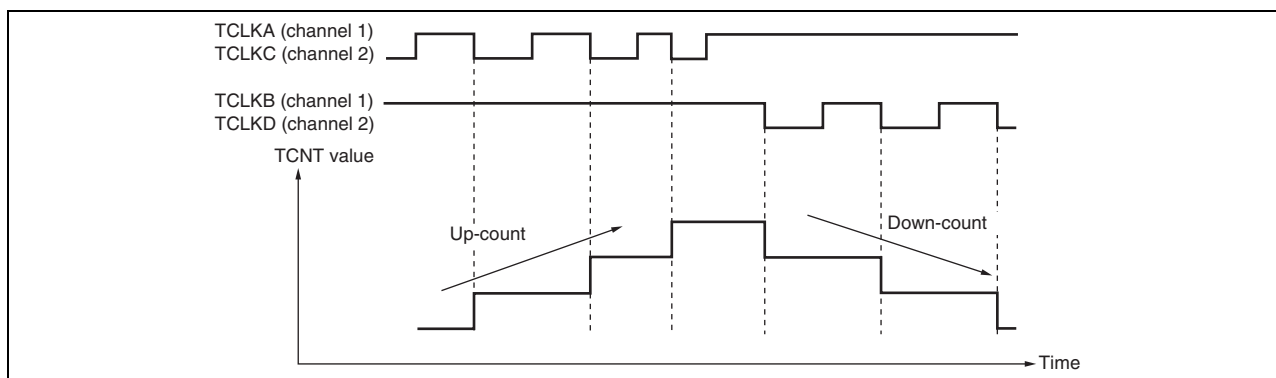 TCLKA (channel 1)
TCLKC (channel 2)
TCLKB (channel 1)
TCLKD (channel 2)
TCNT value
Up-count
Down-count
Time